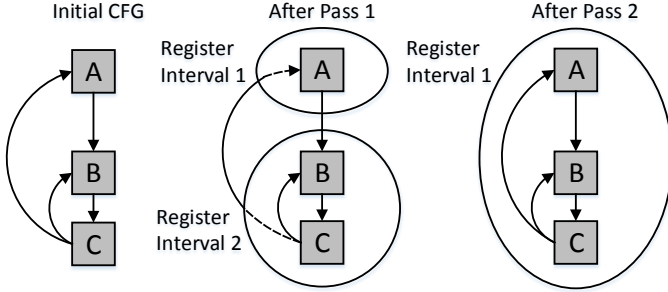 Initial CFG
A
B
C
After Pass 1
Register
Interval 1
A
B
C
Register
Interval 2
After Pass 2
Register
Interval 1
A
B
C